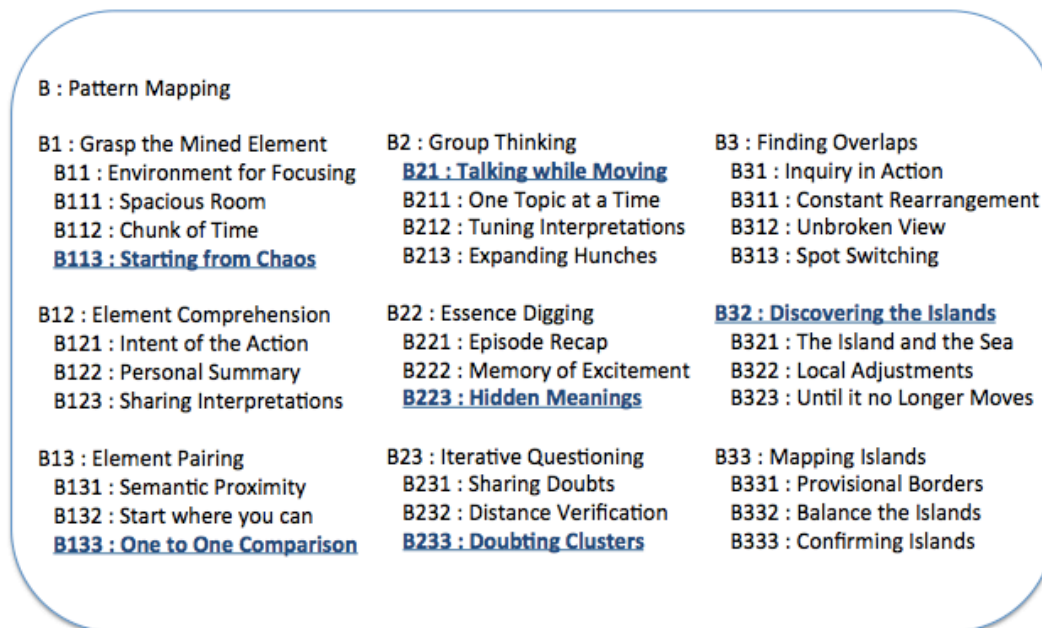 B : Pattern Mapping
B1 : Grasp the Mined Element
B11 : Environment for Focusing
B111 : Spacious Room
B112 : Chunk of Time
B113 : Starting from Chaos
B12 : Element Comprehension
B121 : Intent of the Action
B122 : Personal Summary
B123 : Sharing Interpretations
B13 : Element Pairing
B131 : Semantic Proximity
B132 : Start where you can
B133 : One to One Comparison
B2 : Group Thinking
B21 : Talking while Moving
B211 : One Topic at a Time
B212 : Tuning Interpretations
B213 : Expanding Hunches
B22 : Essence Digging
B221 : Episode Recap
B222 : Memory of Excitement
B223 : Hidden Meanings
B23 : Iterative Questioning
B231 : Sharing Doubts
B232 : Distance Verification
B233 : Doubting Clusters
B3 : Finding Overlaps
B31 : Inquiry in Action
B311 : Constant Rearrangement
B312 : Unbroken View
B313 : Spot Switching
B32 : Discovering the Islands
B321 : The Island and the Sea
B322 : Local Adjustments
B323 : Until it no Longer Moves
B33 : Mapping Islands
B331 : Provisional Borders
B332 : Balance the Islands
B333 : Confirming Islands